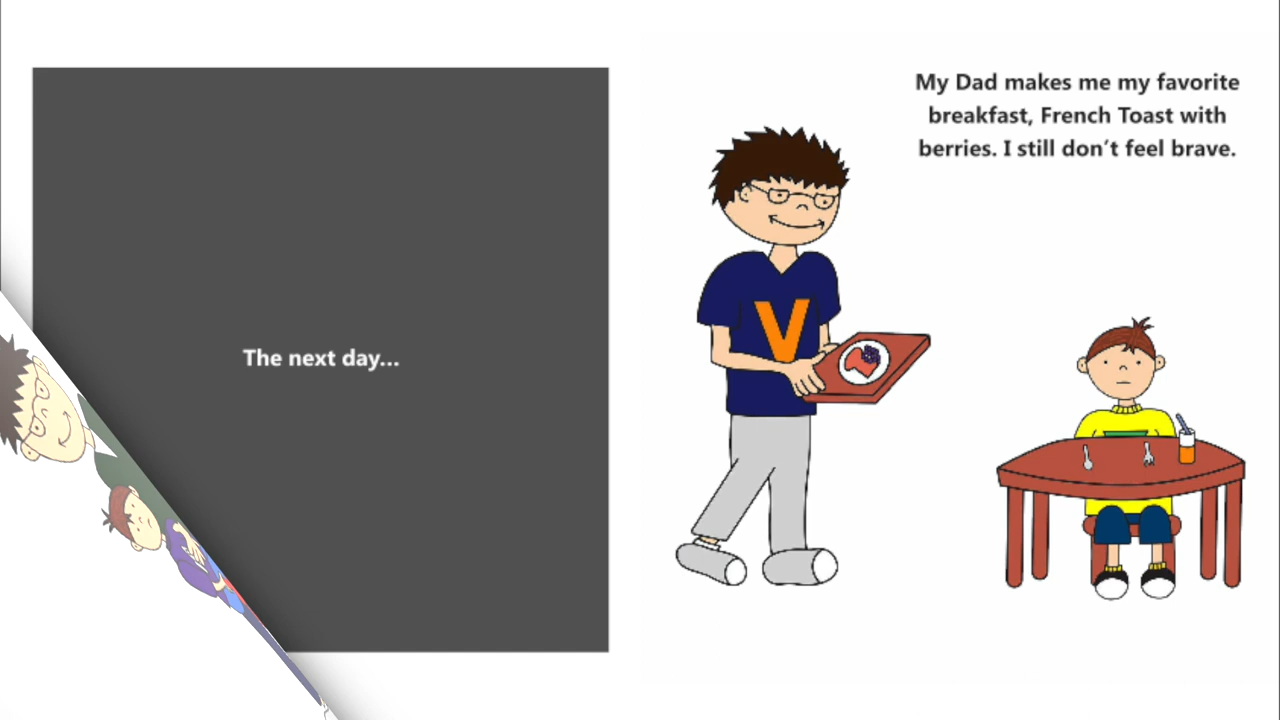 The next day...
My Dad makes me my favorite
breakfast, French Toast with
berries. I still don't feel brave.
V